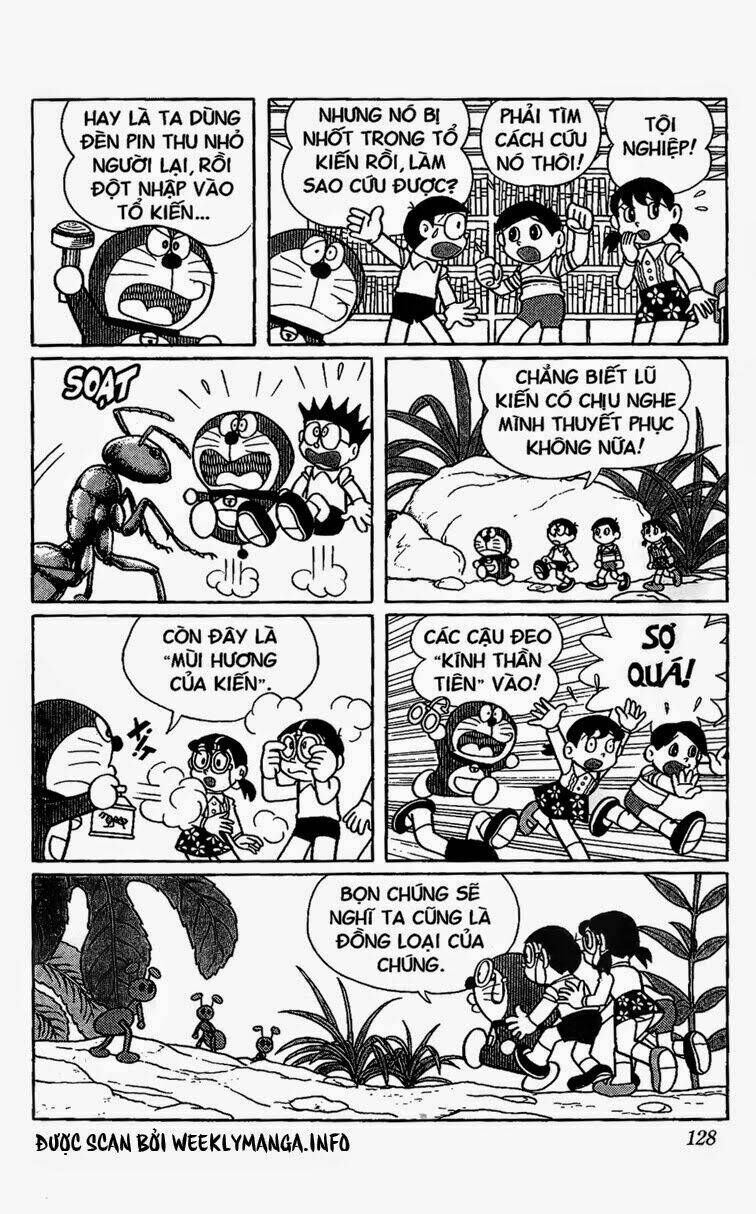 TỘI
NGHIỆP!
PHẢI TÌM
CÁCH CỨU
NÓ THÔI!
NHƯNG NÓ BỊ
NHỐT TRONG TỔ
KIẾN RỒI, LÀM
SAO CỨU ĐƯỢC?
HAY LÀ TA DÙNG
ĐÈN PIN THU NHỎ
NGƯỜI LẠI, RỒI
ĐỘT NHẬP VÀO
TỔ KIẾN...
CHẲNG BIẾT LŨ
KIẾN CÓ CHỊU NGHE
MÌNH THUYẾT PHỤC
KHÔNG NỮA!
SOẠT
SỢ
QUÁ!
CÁC CẬU ĐEO
“KÍNH THẦN
TIÊN” VÀO!
CÒN ĐÂY LÀ
“MÙI HƯƠNG
CỦA KIẾN”.
XỊT
BỌN CHÚNG SẼ
NGHĨ TA CŨNG LÀ
ĐỒNG LOẠI CỦA
CHÚNG.
ĐƯỢC SCAN BỞI WEEKLYMANGA.INFO
128